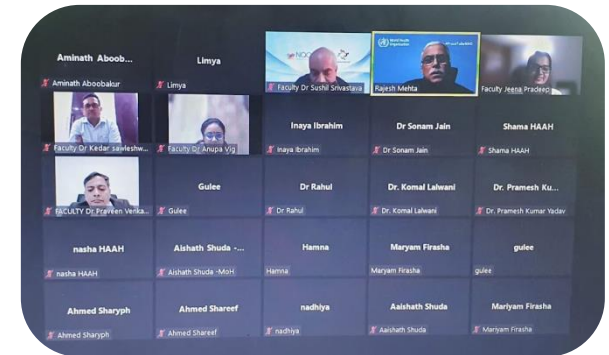 Aminath Aboob...
Aminath Aboobakur
Limya
Limya
Faculty Dr Sushil Srivastava
World Health
Organization
Rajesh Mehta
Faculty Jeena Pradeep
Faculty Dr Kedar sawleshw...
Faculty Dr Anupa Vig
Inaya Ibrahim
Inaya Ibrahim
Dr Sonam Jain
Dr Sonam Jain
Shama HAAH
Shama HAAH
FACULTY Dr.Praveen Venka...
Gulee
Gulee
Dr Rahul
Dr Rahul
Dr. Komal Lalwani
Dr. Komal Lalwani
Dr. Pramesh Ku...
Dr. Pramesh Kumar Yadav
nasha HAAH
nasha HAAH
Aishath Shuda -...
Aishath Shuda -MoH
Hamna
Hamna
Maryam Firasha
Maryam Firasha
gulee
gulee
Ahmed Sharyph
Ahmed Sharyph
Ahmed Shareef
Ahmed Shareef
nadhiya
nadhiya
Aaishath Shuda
Aaishath Shuda
Mariyam Firasha
Mariyam Firasha